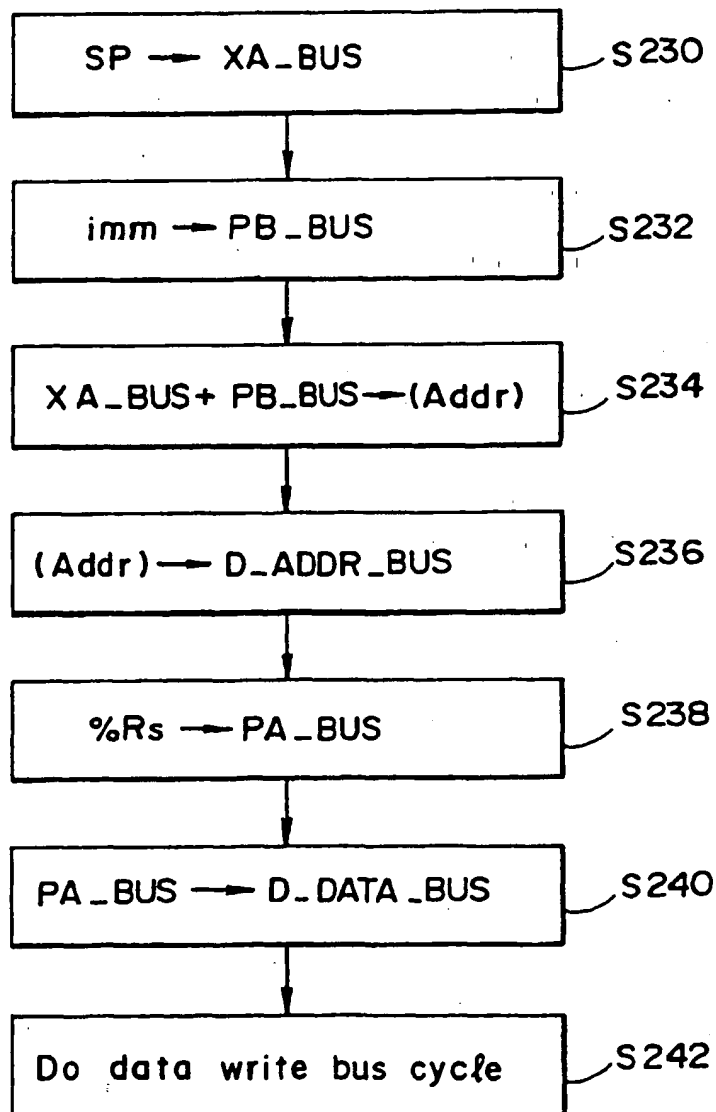 SP → XA_BUS S230
imm → PB_BUS S232
XA_BUS + PB_BUS → (Addr) S234
(Addr) → D_ADDR_BUS S236
%Rs → PA_BUS S238
PA_BUS → D_DATA_BUS S240
Do data write bus cycle S242